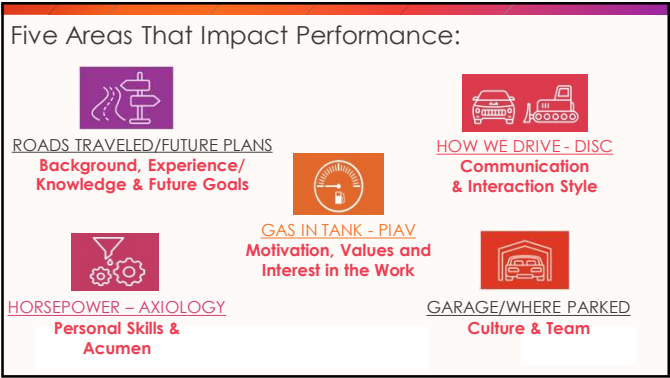 Five Areas That Impact Performance:
ROADS TRAVELED/FUTURE PLANS
Background, Experience/
Knowledge & Future Goals
HOW WE DRIVE - DISC
Communication
& Interaction Style
GAS IN TANK - PIAV
Motivation, Values and
Interest in the Work
HORSEPOWER – AXIOLOGY
Personal Skills &
Acumen
GARAGE/WHERE PARKED
Culture & Team